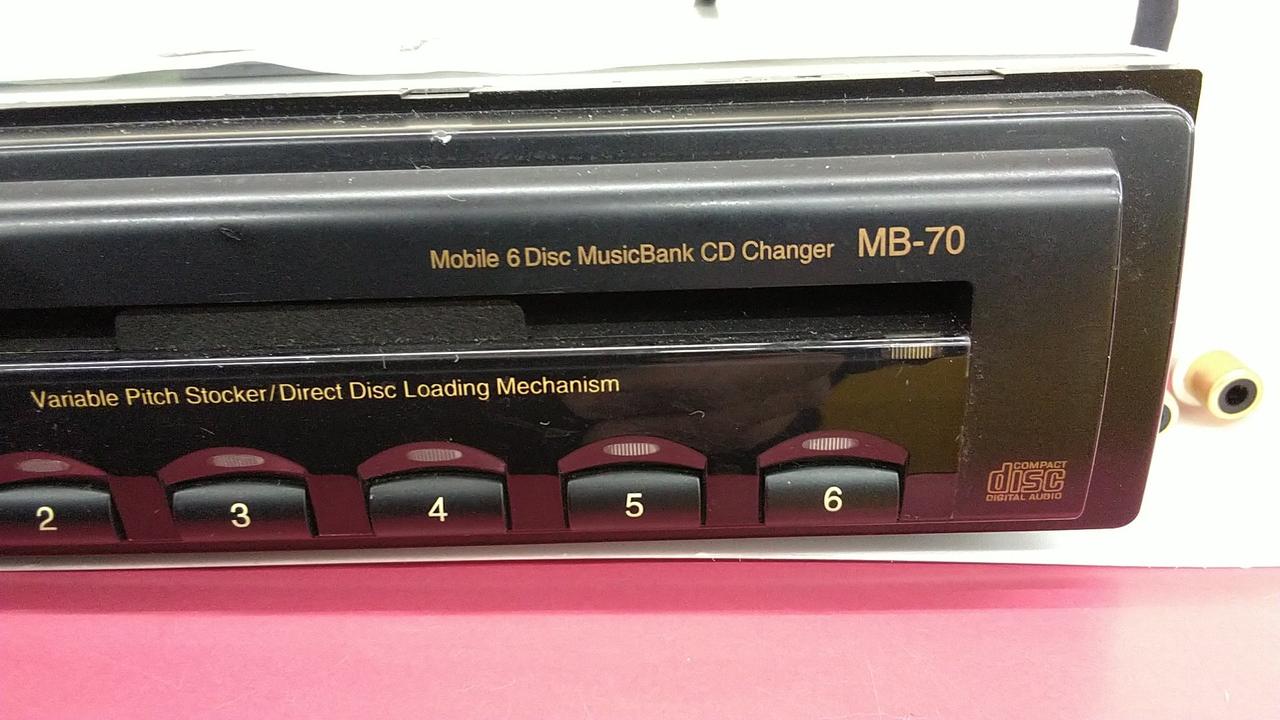 Mobile 6 Disc MusicBank CD Changer MB-70
Variable Pitch Stocker/Direct Disc Loading Mechanism
2 3 4 5 6
COMPACT
disc
DIGITAL AUDIO